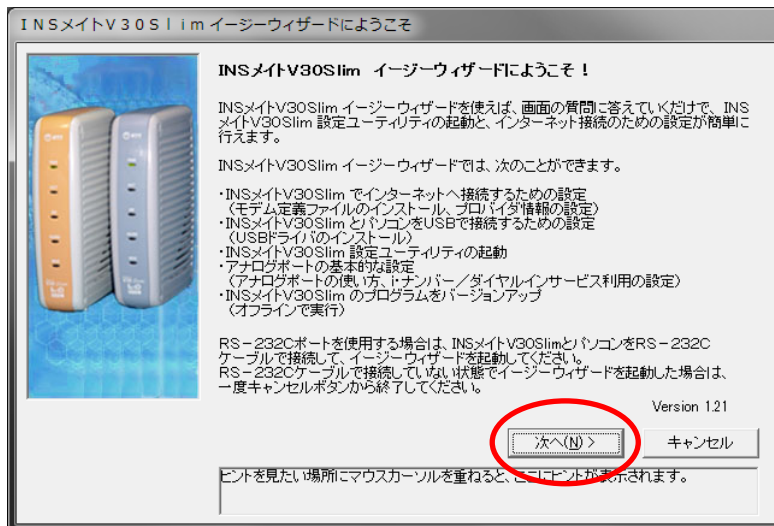 INSメイトV30Slim イージーウィザードにようこそ
INSメイトV30Slim イージーウィザードにようこそ！
INSメイトV30Slim イージーウィザードを使えば、画面の質問に答えていくだけで、INS
メイトV30Slim 設定ユーティリティの起動と、インターネット接続のための設定が簡単に
行えます。
INSメイトV30Slim イージーウィザードでは、次のことができます。
・INSメイトV30Slim でインターネットへ接続するための設定
（モデム定義ファイルのインストール、プロバイダ情報の設定）
・INSメイトV30Slim とパソコンをUSBで接続するための設定
（USBドライバのインストール）
・INSメイトV30Slim 設定ユーティリティの起動
・アナログポートの基本的な設定
（アナログポートの使い方、i・ナンバー／ダイヤルインサービス利用の設定）
・INSメイトV30Slim のプログラムをバージョンアップ
（オフラインで実行）
RS－232Cポートを使用する場合は、INSメイトV30SlimとパソコンをRS－232C
ケーブルで接続して、イージーウィザードを起動してください。
RS－232Cケーブルで接続していない状態でイージーウィザードを起動した場合は、
一度キャンセルボタンから終了してください。
Version 1.21
次へ(N) >
キャンセル
ヒントを見たい場所にマウスカーソルを重ねると、ここにヒントが表示されます。